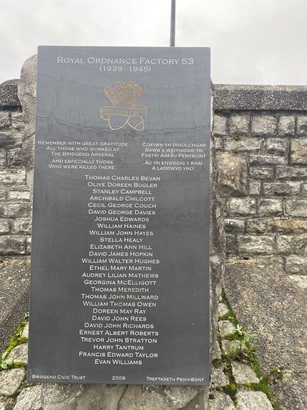 Royal Ordnance Factory 53
(1939 - 1945)
Remember with great gratitude
all those who worked at
the Bridgend Arsenal
and especially those
who were killed there
Cofiwn yn ddiolchgar
bawb a weithiodd yn
ac yn enwedig y rhai
a laddwyd yno
Thomas Charles Bevan
Olive Doreen Bugler
Stanley Campbell
Archibald Chilcott
Cecil George Couch
David George Davies
Joshua Edwards
William Haines
William John Hayes
Stella Healy
Elizabeth Ann Hill
David James Hopkin
William Walter Hughes
Ethel Mary Martin
Audrey Lilian Mathews
Georgina McElligott
Thomas Meredith
Thomas John Millward
William Thomas Owen
Doreen May Ray
David John Rees
David John Richards
Ernest Albert Roberts
Trevor John Stratton
Harry Tantrum
Francis Edward Taylor
Evan Williams
Bridgend Civic Trust 2009 Treftadeth Pen-y-Bont